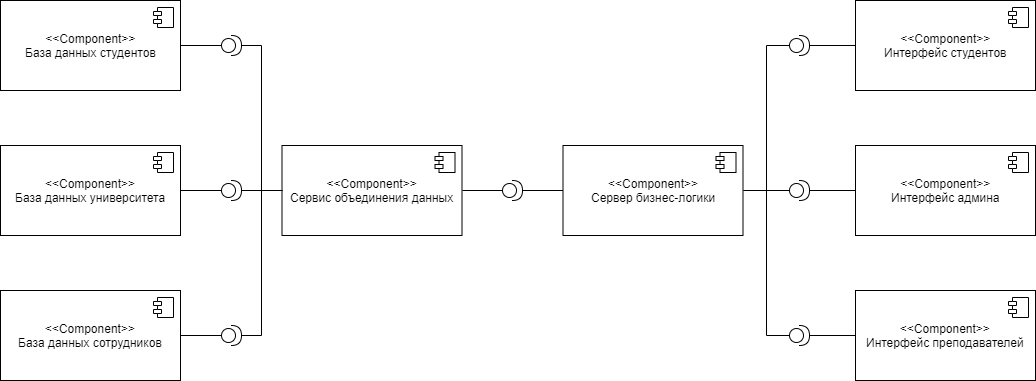 <<Component>>
База данных студентов
<<Component>>
Интерфейс студентов
<<Component>>
База данных университета
<<Component>>
Сервис объединения данных
<<Component>>
Сервер бизнес-логики
<<Component>>
Интерфейс админа
<<Component>>
База данных сотрудников
<<Component>>
Интерфейс преподавателей